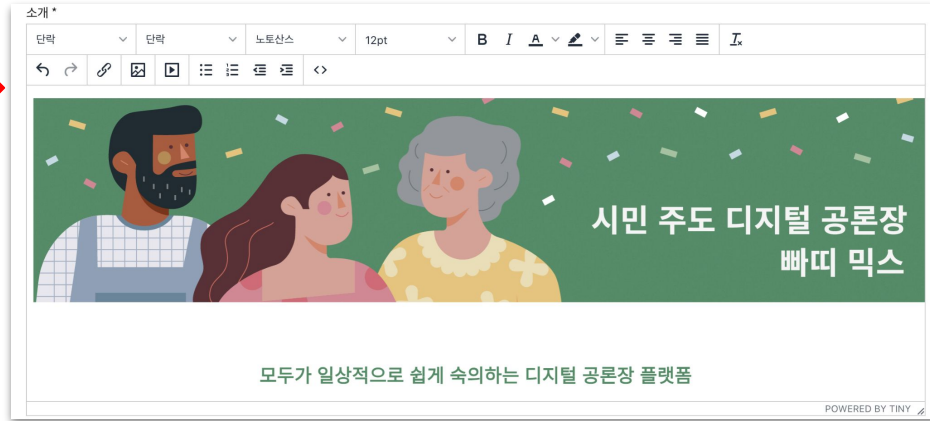 소개 *
단락 단락 노토산스 12pt B I A
시민 주도 디지털 공론장
빠띠 믹스
모두가 일상적으로 쉽게 숙의하는 디지털 공론장 플랫폼
POWERED BY TINY